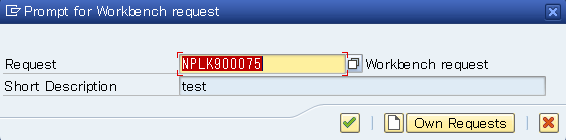 Prompt for Workbench request
Request NPLK900075 Workbench request
Short Description test
Own Requests